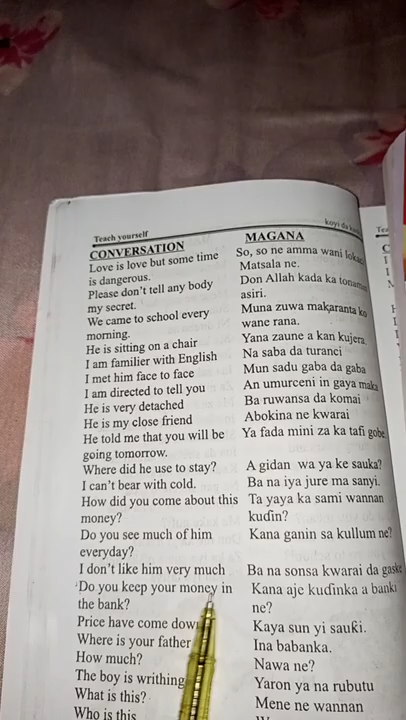 Teach yourself
CONVERSATION
Love is love but some time
is dangerous.
Please don't tell any body
my secret.
We came to school every
morning.
He is sitting on a chair
I am familier with English
I met him face to face
I am directed to tell you
He is very detached
He is my close friend
He told me that you will be
going tomorrow.
Where did he use to stay?
I can't bear with cold.
How did you come about this
money?
Do you see much of him
everyday?
I don't like him very much
Do you keep your money in
the bank?
Price have come down
Where is your father
How much?
The boy is writhing
What is this?
Who is this
koyi da
MAGANA
So, so ne amma wani lokac
Matsala ne.
Don Allah kada ka tonamin
asiri.
Muna zuwa makaranta ko
wane rana.
Yana zaune a kan kujera
Na saba da turanci
Mun sadu gaba da gaba
An umurceni in gaya maka
Ba ruwansa da komai
Abokina ne kwarai
Ya fada mini za ka tafi gobe
A gidan wa ya ke sauka?
Ba na iya jure ma sanyi.
Ta yaya ka sami wannan
kuɗin?
Kana ganin sa kullum ne?
Ba na sonsa kwarai da gaske
Kana aje kuɗinka a banki
ne?
Kaya sun yi sauƙi.
Ina babanka.
Nawa ne?
Yaron ya na rubutu
Mene ne wannan